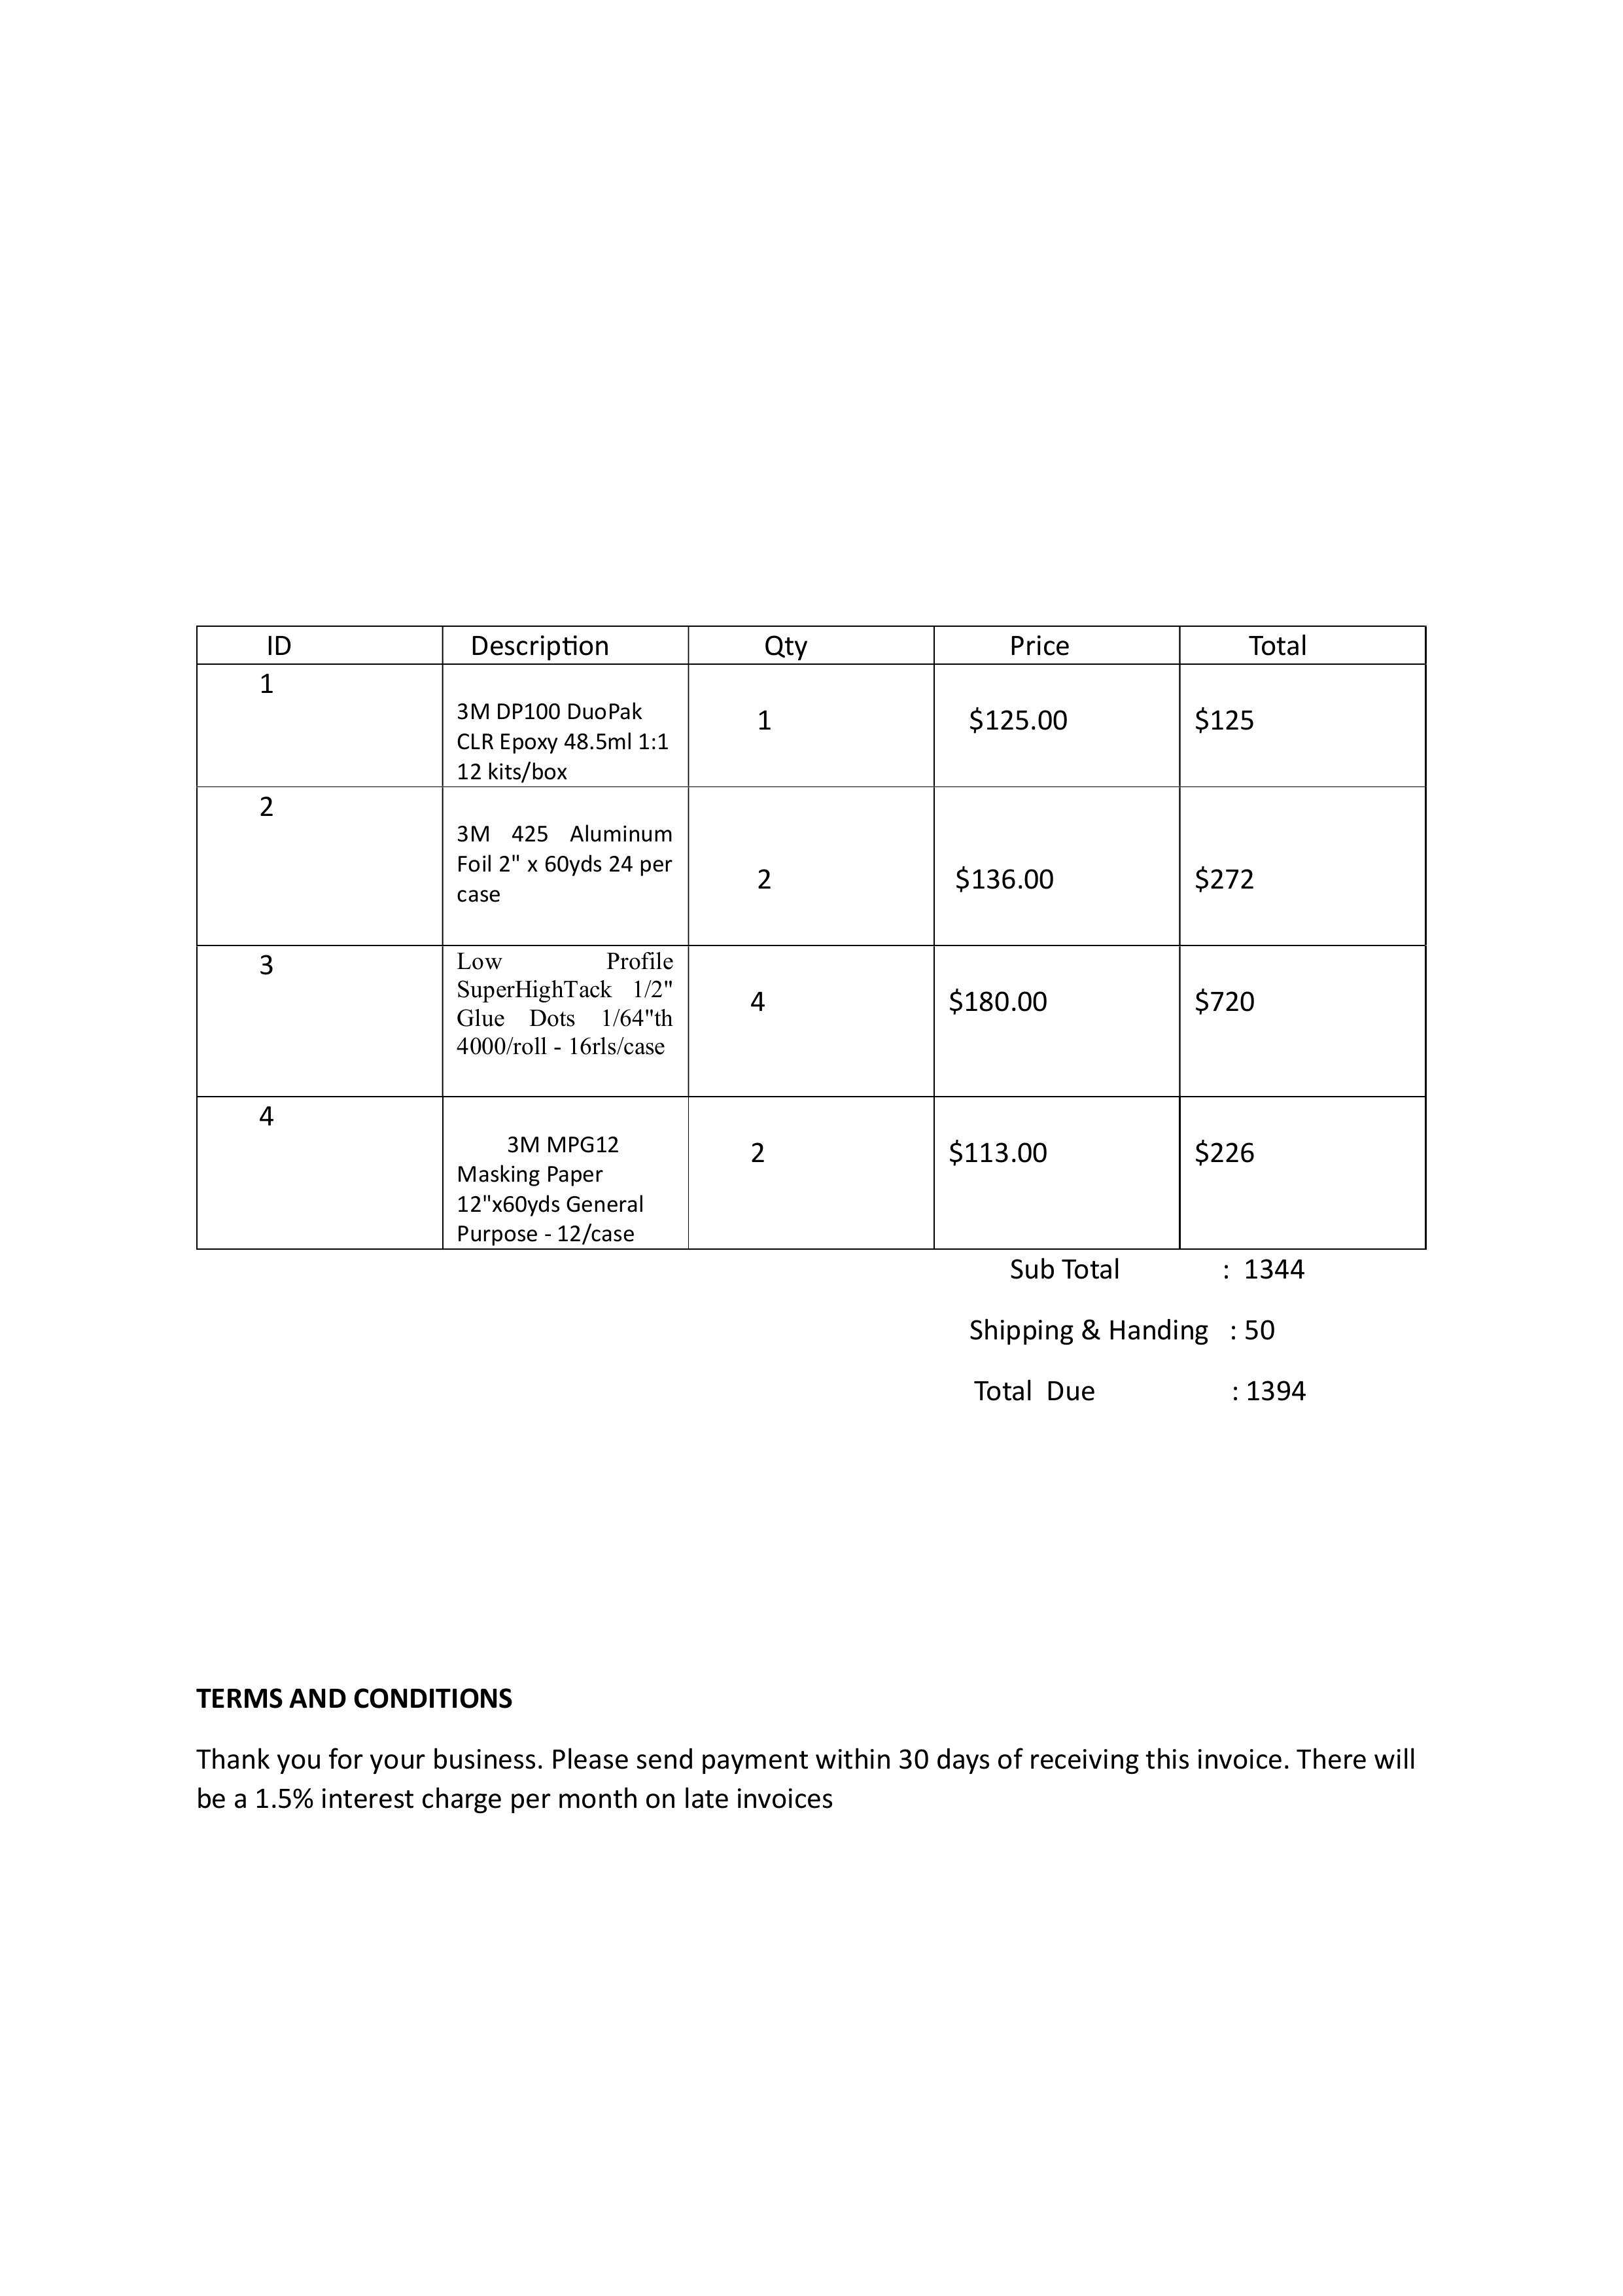 ID Description Qty Price Total
1
3M DP100 DuoPak
CLR Epoxy 48.5ml 1:1
12 kits/box
1 $125.00 $125
2
3M 425 Aluminum
Foil 2" x 60yds 24 per
case
2 $136.00 $272
3
Low Profile
SuperHighTack 1/2"
Glue Dots 1/64"th
4000/roll - 16rls/case
4 $180.00 $720
4
3M MPG12
Masking Paper
12"x60yds General
Purpose - 12/case
2 $113.00 $226
Sub Total : 1344
Shipping & Handing : 50
Total Due : 1394
TERMS AND CONDITIONS
Thank you for your business. Please send payment within 30 days of receiving this invoice. There will
be a 1.5% interest charge per month on late invoices